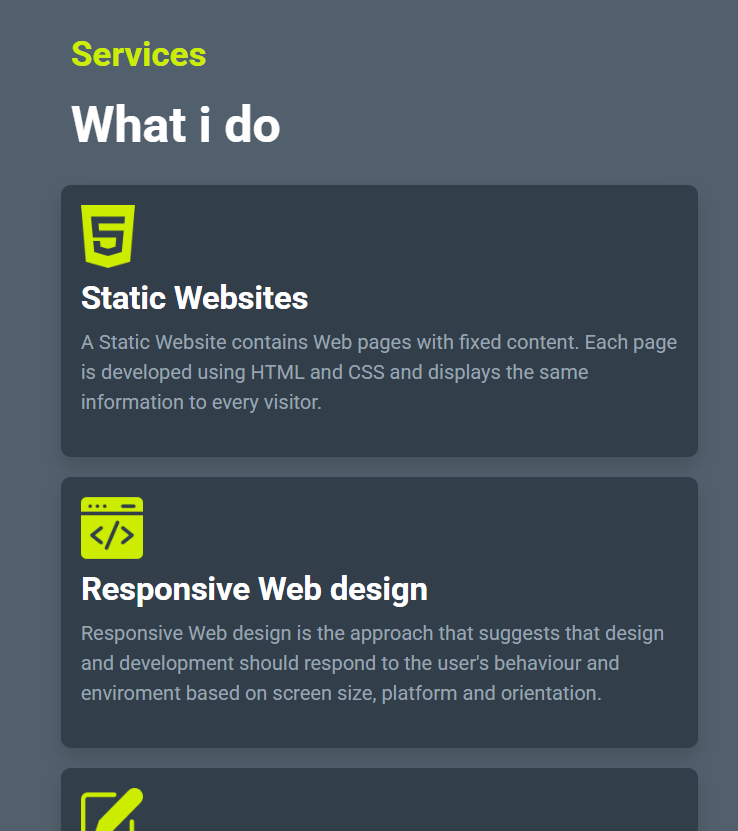 Services
What i do
Static Websites
A Static Website contains Web pages with fixed content. Each page
is developed using HTML and CSS and displays the same
information to every visitor.
Responsive Web design
Responsive Web design is the approach that suggests that design
and development should respond to the user's behaviour and
enviroment based on screen size, platform and orientation.